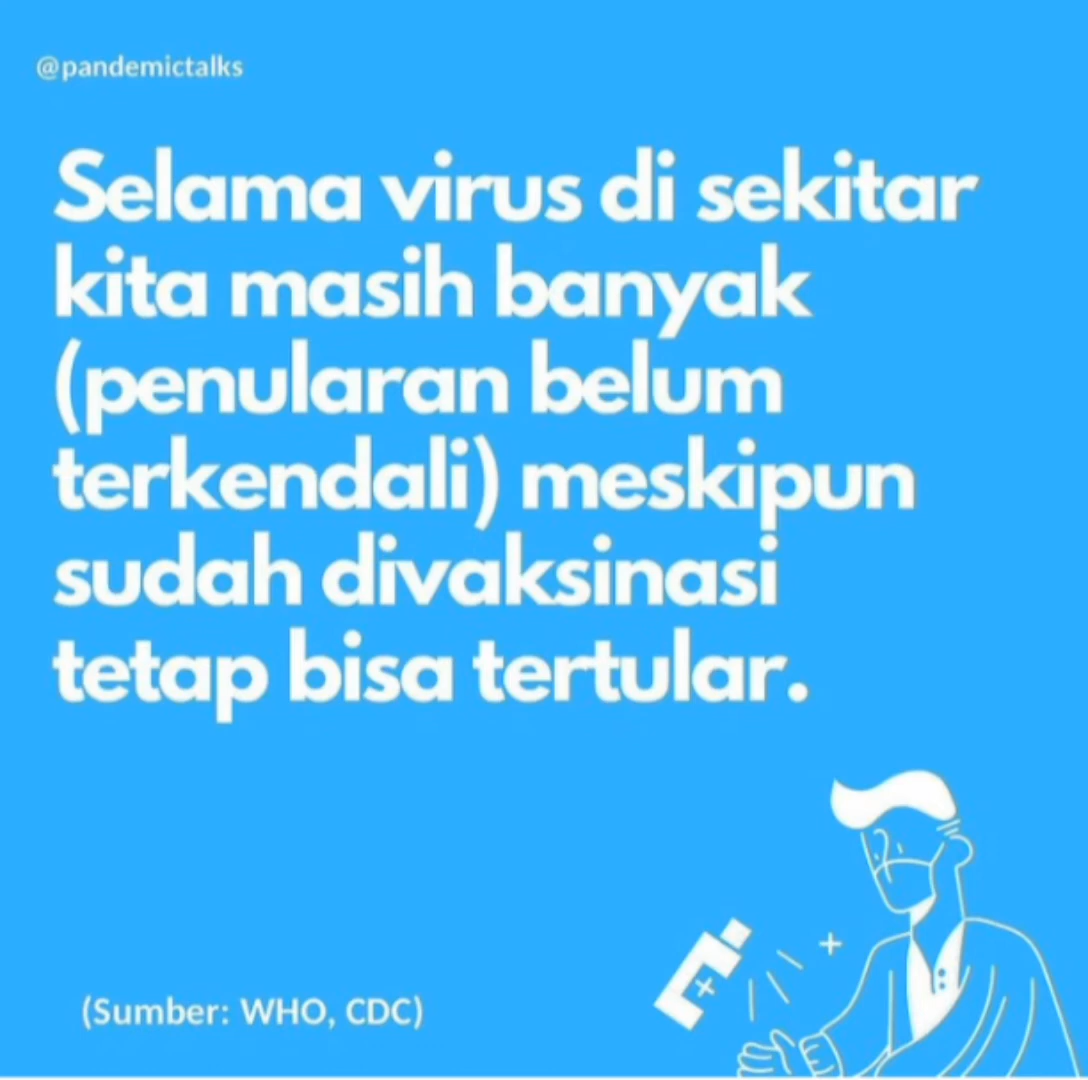 @pandemictalks
Selama virus di sekitar
kita masih banyak
(penularan belum
terkendali) meskipun
sudah divaksinasi
tetap bisa tertular.
(Sumber: WHO, CDC)